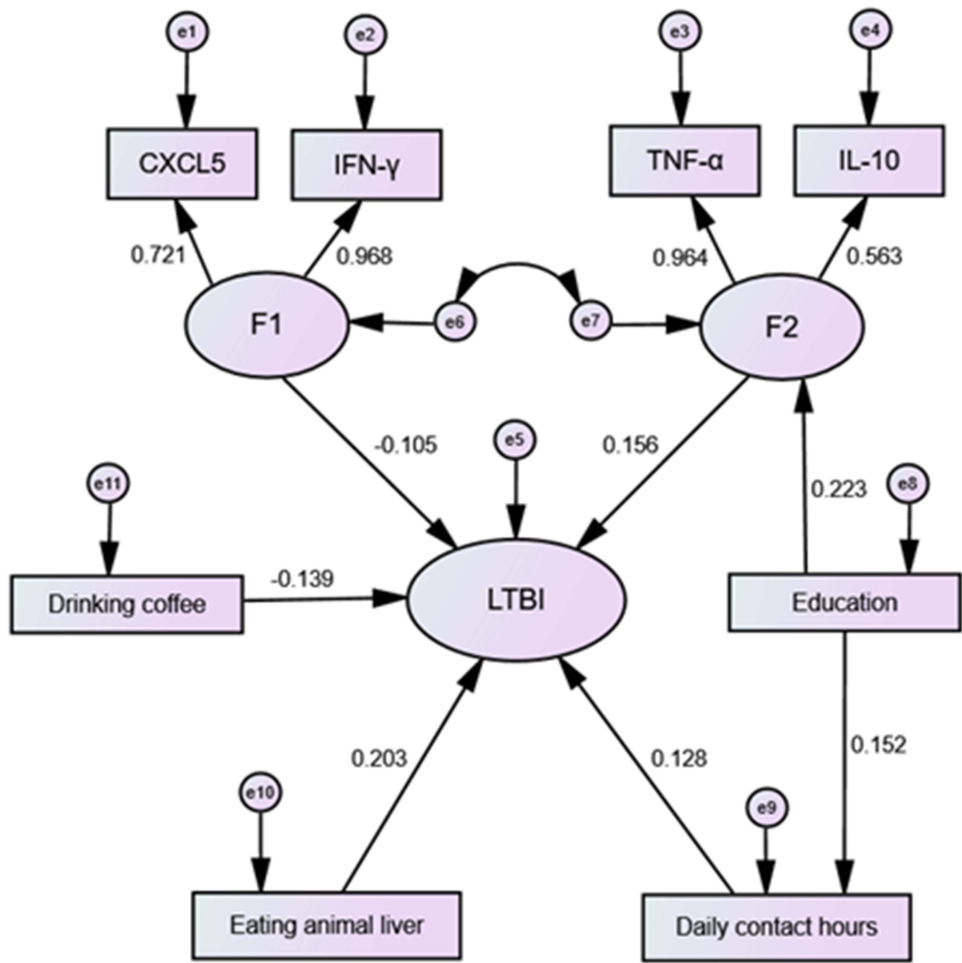 e1
e2
e3
e4
CXCL5
IFN-γ
TNF-α
IL-10
0.721
0.968
0.964
0.563
F1
e6
e7
F2
-0.105
e5
0.156
e11
0.223
e8
-0.139
Drinking coffee
LTBI
Education
0.203
0.128
0.152
e10
e9
Eating animal liver
Daily contact hours